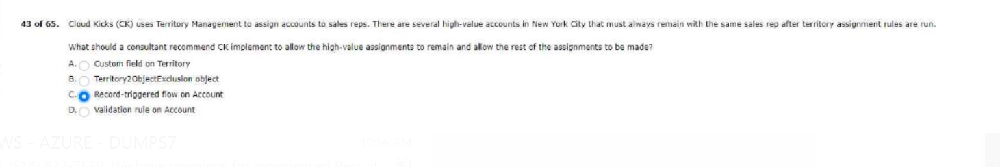 43 of 65. Cloud Kicks (CK) uses Territory Management to assign accounts to sales reps. There are several high-value accounts in New York City that must always remain with the same sales rep after territory assignment rules are run.
What should a consultant recommend CK implement to allow the high-value assignments to remain and allow the rest of the assignments to be made?
A. Custom field on Territory
B. Territory2ObjectExclusion object
C. Record-triggered flow on Account
D. Validation rule on Account
WS - AZURE - DUMPS7
10:56 AM